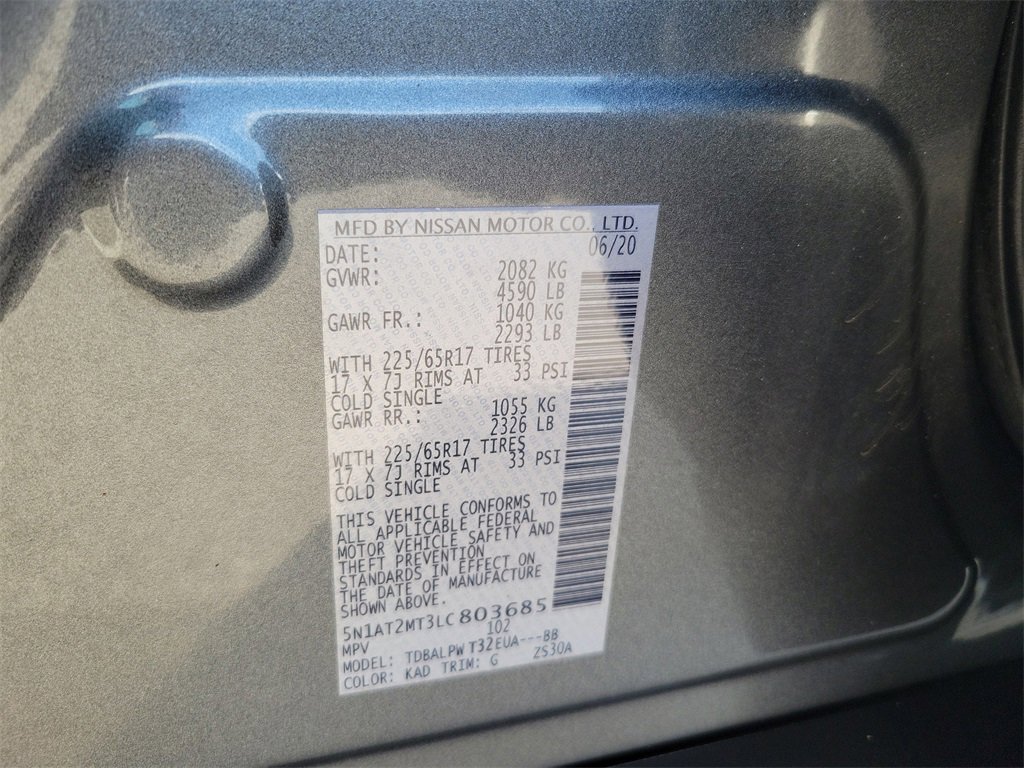 MFD BY NISSAN MOTOR CO., LTD.
DATE: 06/20
GVWR: 2082 KG
4590 LB
GAWR FR.: 1040 KG
2293 LB
WITH 225/65R17 TIRES
17 X 7J RIMS AT 33 PSI
COLD SINGLE
GAWR RR.: 1055 KG
2326 LB
WITH 225/65R17 TIRES
17 X 7J RIMS AT 33 PSI
COLD SINGLE
THIS VEHICLE CONFORMS TO
ALL APPLICABLE FEDERAL
MOTOR VEHICLE SAFETY AND
THEFT PREVENTION
STANDARDS IN EFFECT ON
THE DATE OF MANUFACTURE
SHOWN ABOVE.
5N1AT2MT3LC803685
MPV 102
MODEL: TDBALPW T32EUA---BB
COLOR: KAD TRIM: G ZS30A